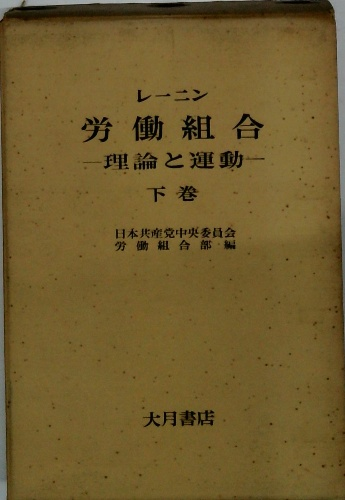 レーニン
労働組合
―理論と運動―
下巻
日本共産党中央委員会
労働組合部編
大月書店